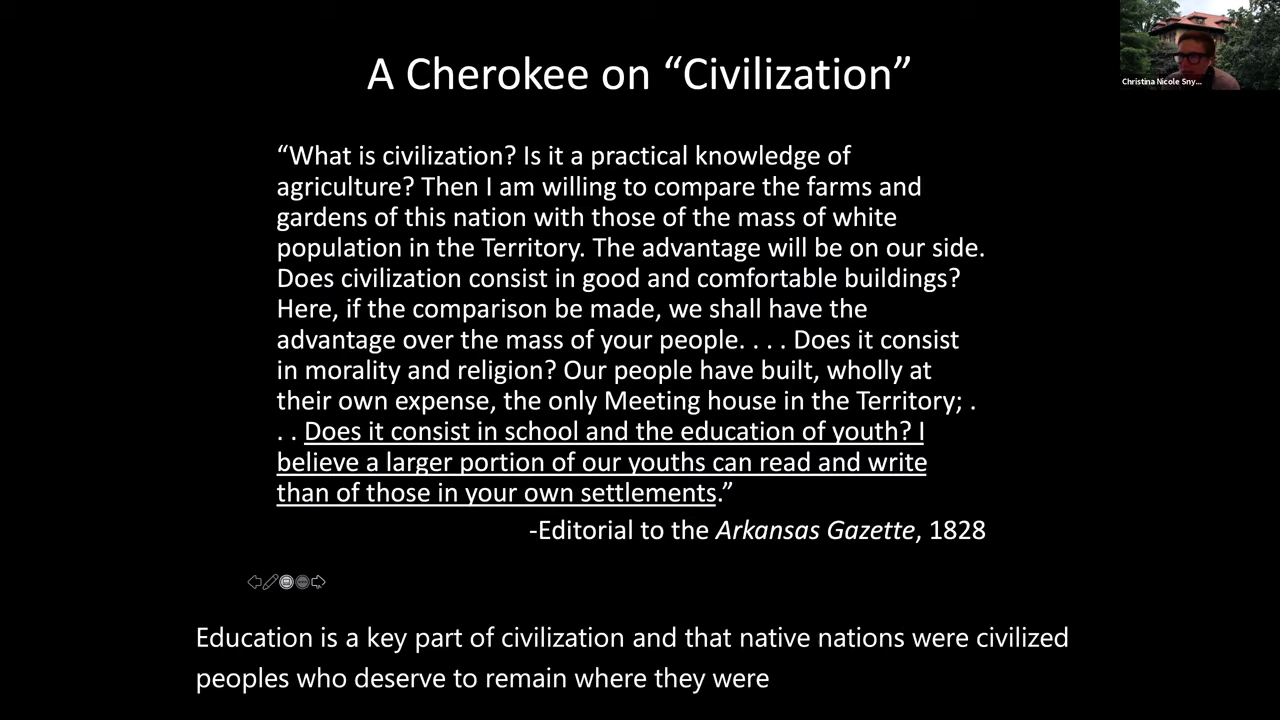 A Cherokee on “Civilization”
Christina Nicole Sny...
“What is civilization? Is it a practical knowledge of
agriculture? Then I am willing to compare the farms and
gardens of this nation with those of the mass of white
population in the Territory. The advantage will be on our side.
Does civilization consist in good and comfortable buildings?
Here, if the comparison be made, we shall have the
advantage over the mass of your people. . . . Does it consist
in morality and religion? Our people have built, wholly at
their own expense, the only Meeting house in the Territory; .
. . Does it consist in school and the education of youth? I
believe a larger portion of our youths can read and write
than of those in your own settlements.”
-Editorial to the Arkansas Gazette, 1828
Education is a key part of civilization and that native nations were civilized
peoples who deserve to remain where they were